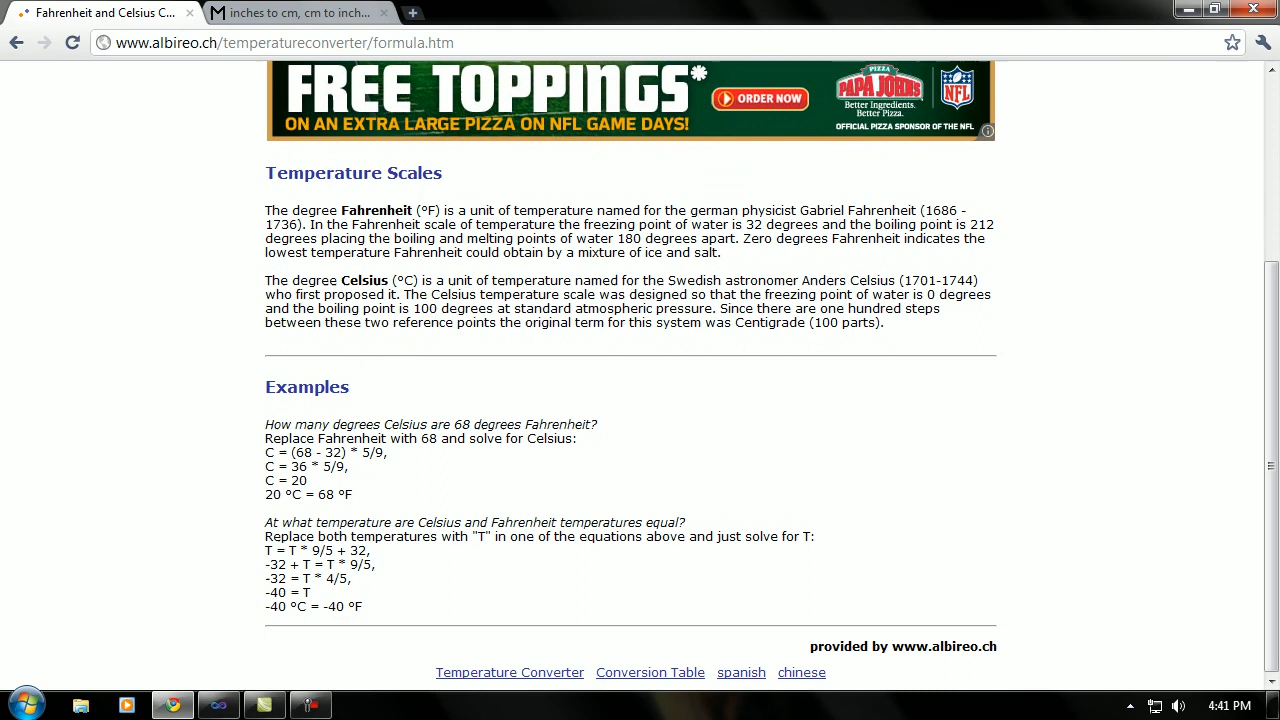 Fahrenheit and Celsius C...
inches to cm, cm to inch...
www.albireo.ch/temperatureconverter/formula.htm
FREE TOPPINGS*
ON AN EXTRA LARGE PIZZA ON NFL GAME DAYS!
ORDER NOW
PIZZA
PAPA JOHNS
Better Ingredients.
Better Pizza.
NFL
OFFICIAL PIZZA SPONSOR OF THE NFL
Temperature Scales
The degree Fahrenheit (°F) is a unit of temperature named for the german physicist Gabriel Fahrenheit (1686 -
1736). In the Fahrenheit scale of temperature the freezing point of water is 32 degrees and the boiling point is 212
degrees placing the boiling and melting points of water 180 degrees apart. Zero degrees Fahrenheit indicates the
lowest temperature Fahrenheit could obtain by a mixture of ice and salt.
The degree Celsius (°C) is a unit of temperature named for the Swedish astronomer Anders Celsius (1701-1744)
who first proposed it. The Celsius temperature scale was designed so that the freezing point of water is 0 degrees
and the boiling point is 100 degrees at standard atmospheric pressure. Since there are one hundred steps
between these two reference points the original term for this system was Centigrade (100 parts).
Examples
How many degrees Celsius are 68 degrees Fahrenheit?
Replace Fahrenheit with 68 and solve for Celsius:
C = (68 - 32) * 5/9,
C = 36 * 5/9,
C = 20
20 °C = 68 °F
At what temperature are Celsius and Fahrenheit temperatures equal?
Replace both temperatures with "T" in one of the equations above and just solve for T:
T = T * 9/5 + 32,
-32 + T = T * 9/5,
-32 = T * 4/5,
-40 = T
-40 °C = -40 °F
provided by www.albireo.ch
Temperature Converter Conversion Table spanish chinese
4:41 PM